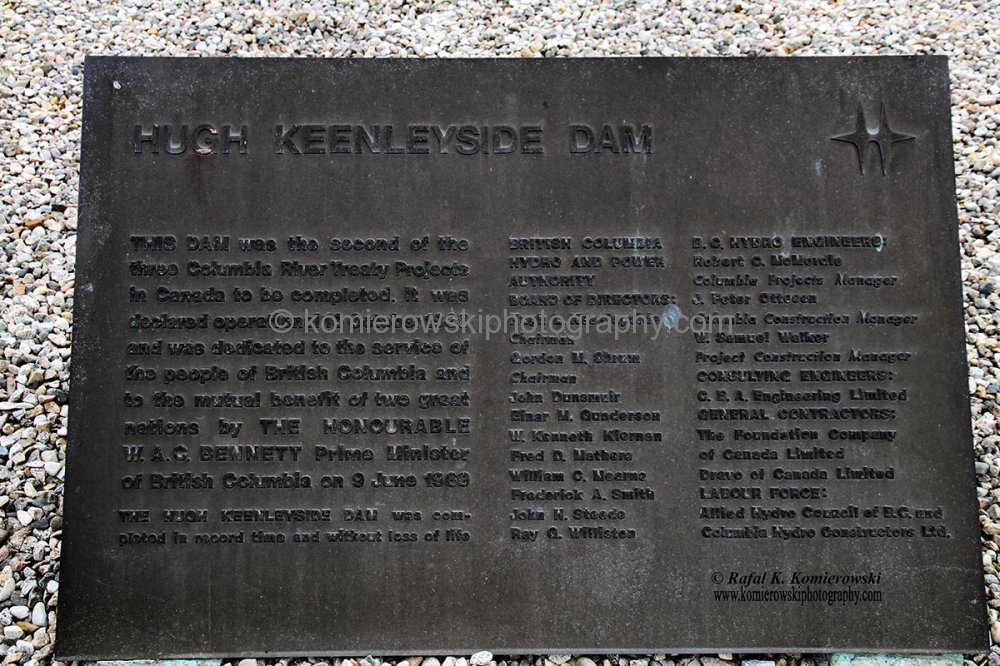 HUGH KEENLEYSIDE DAM
THIS DAM was the second of the
three Columbia River Treaty Projects
in Canada to be completed. It was
declared
and was dedicated to the service of
the people of British Columbia and
to the mutual benefit of two great
nations by THE HONOURABLE
W.A.C. BENNETT Prime Minister
of British Columbia on 9 June 1969
THE HUGH KEENLEYSIDE DAM was com-
pleted in record time and without loss of life
BRITISH COLUMBIA
HYDRO AND POWER
AUTHORITY
BOARD OF DIRECTORS:
Chairman
Gordon M. Shrum
Chairman
John Dunsmuir
Einar M. Gunderson
W. Kenneth Kiernan
Fred D. Mathers
William C. Mearns
Frederick A. Smith
John H. Steede
Ray G. Williston
B.C. HYDRO ENGINEERS:
Robert C. McMordie
Columbia Projects Manager
J. Peter Ottesen
Columbia Construction Manager
W. Samuel Walker
Project Construction Manager
CONSULTING ENGINEERS:
C.B.A. Engineering Limited
GENERAL CONTRACTORS:
The Foundation Company
of Canada Limited
Dravo of Canada Limited
LABOUR FORCE:
Allied Hydro Council of B.C. and
Columbia Hydro Constructors Ltd.
© komierowskiphotography.com ©
© Rafal K. Komierowski
www.komierowskiphotography.com